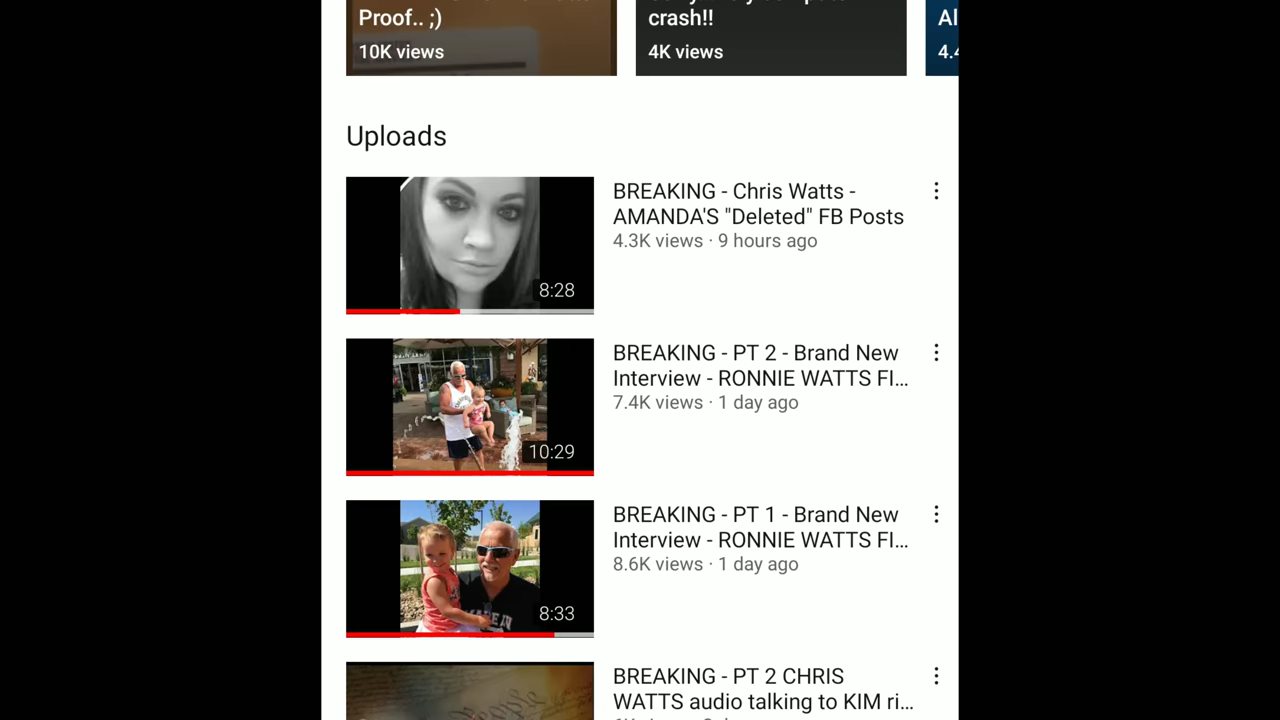 Proof.. ;)
10K views
crash!!
4K views
Al
4.4
Uploads
BREAKING - Chris Watts -
AMANDA'S "Deleted" FB Posts
4.3K views · 9 hours ago
8:28
BREAKING - PT 2 - Brand New
Interview - RONNIE WATTS FI...
7.4K views · 1 day ago
10:29
BREAKING - PT 1 - Brand New
Interview - RONNIE WATTS FI...
8.6K views · 1 day ago
8:33
BREAKING - PT 2 CHRIS
WATTS audio talking to KIM ri...